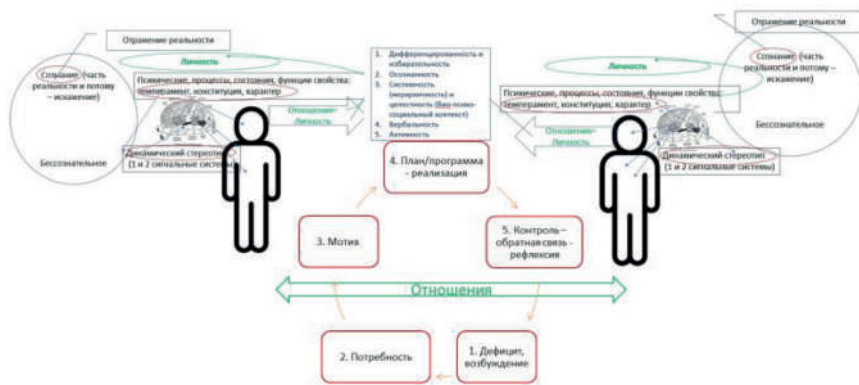 Отражение реальности
Сознание (часть
реальности и потому –
искажение)
Бессознательное
Личность
Психические, процессы, состояния, функции свойства:
темперамент, конституция, характер
Динамический стереотип
(1 и 2 сигнальные системы)
Отношение–
Личность
1. Дифференцированность и
избирательность
2. Осознанность
3. Системность
(иерархичность) и
целостность (био-психо-
социальный контекст)
4. Вербальность
5. Активность
4. План/программа
- реализация
3. Мотив
5. Контроль –
обратная связь -
рефлексия
Отношения
2. Потребность
1. Дефицит,
возбуждение
Отражение реальности
Сознание (часть
реальности и потому –
искажение)
Бессознательное
Личность
Психические, процессы, состояния, функции свойства:
темперамент, конституция, характер
Отношение–
Личность
Динамический стереотип
(1 и 2 сигнальные системы)